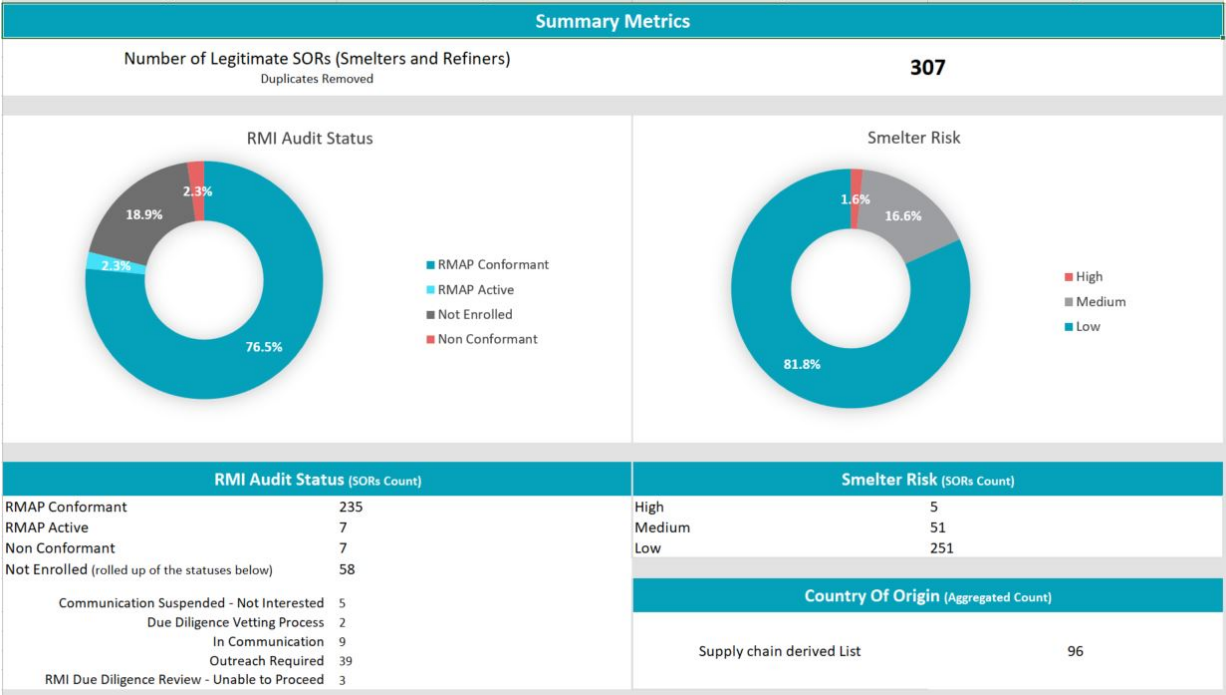 Summary Metrics
Number of Legitimate SORs (Smelters and Refiners)
Duplicates Removed
307
RMI Audit Status
2.3%
18.9%
2.3%
76.5%
RMAP Conformant
RMAP Active
Not Enrolled
Non Conformant
Smelter Risk
1.6%
16.6%
81.8%
High
Medium
Low
RMI Audit Status (SORs Count)
RMAP Conformant 235
RMAP Active 7
Non Conformant 7
Not Enrolled (rolled up of the statuses below) 58
Communication Suspended - Not Interested 5
Due Diligence Vetting Process 2
In Communication 9
Outreach Required 39
RMI Due Diligence Review - Unable to Proceed 3
Smelter Risk (SORs Count)
High 5
Medium 51
Low 251
Country Of Origin (Aggregated Count)
Supply chain derived List 96